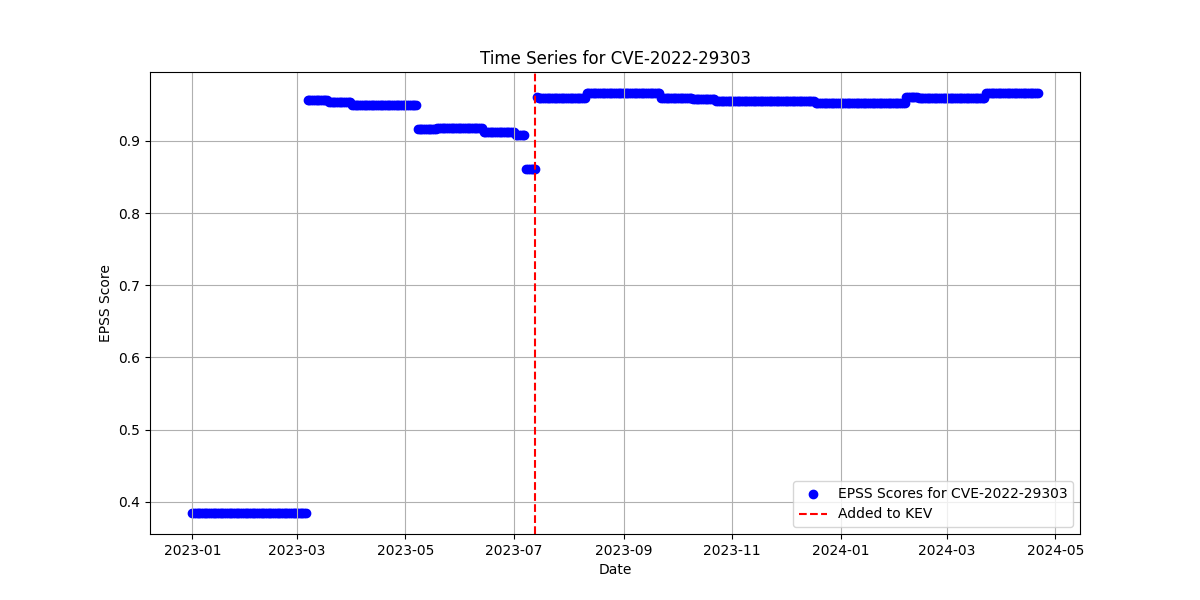 Time Series for CVE-2022-29303
EPSS Score
0.9
0.8
0.7
0.6
0.5
0.4
EPSS Scores for CVE-2022-29303
Added to KEV
2023-01 2023-03 2023-05 2023-07 2023-09 2023-11 2024-01 2024-03 2024-05
Date